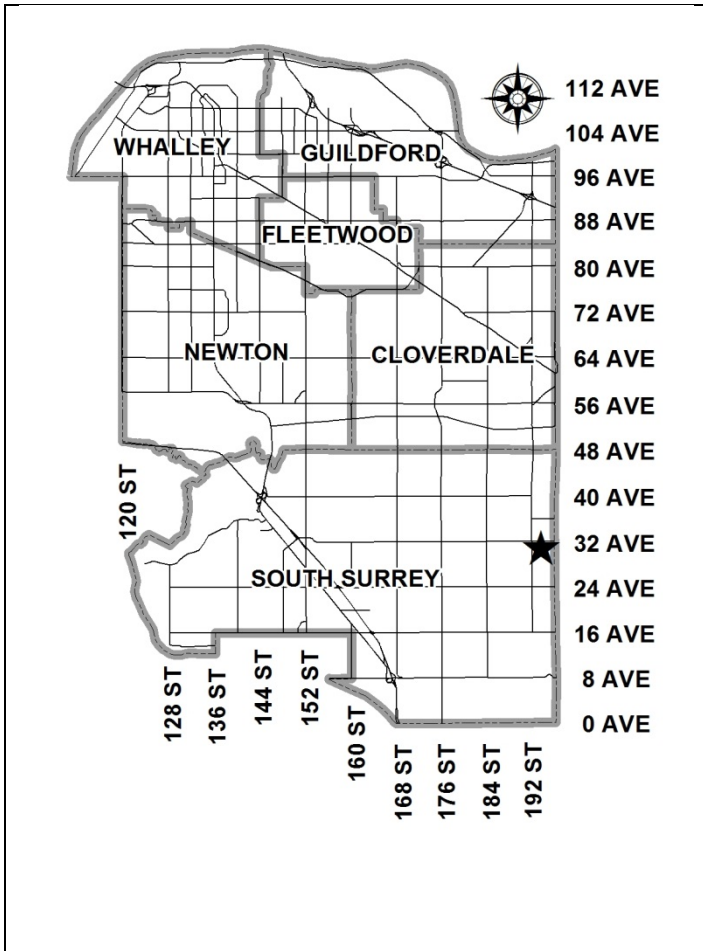 112 AVE
104 AVE
WHALLEY
GUILDFORD
96 AVE
88 AVE
FLEETWOOD
80 AVE
72 AVE
NEWTON
CLOVERDALE
64 AVE
56 AVE
48 AVE
40 AVE
120 ST
32 AVE
SOUTH SURREY
24 AVE
16 AVE
8 AVE
0 AVE
128 ST
136 ST
144 ST
152 ST
160 ST
168 ST
176 ST
184 ST
192 ST